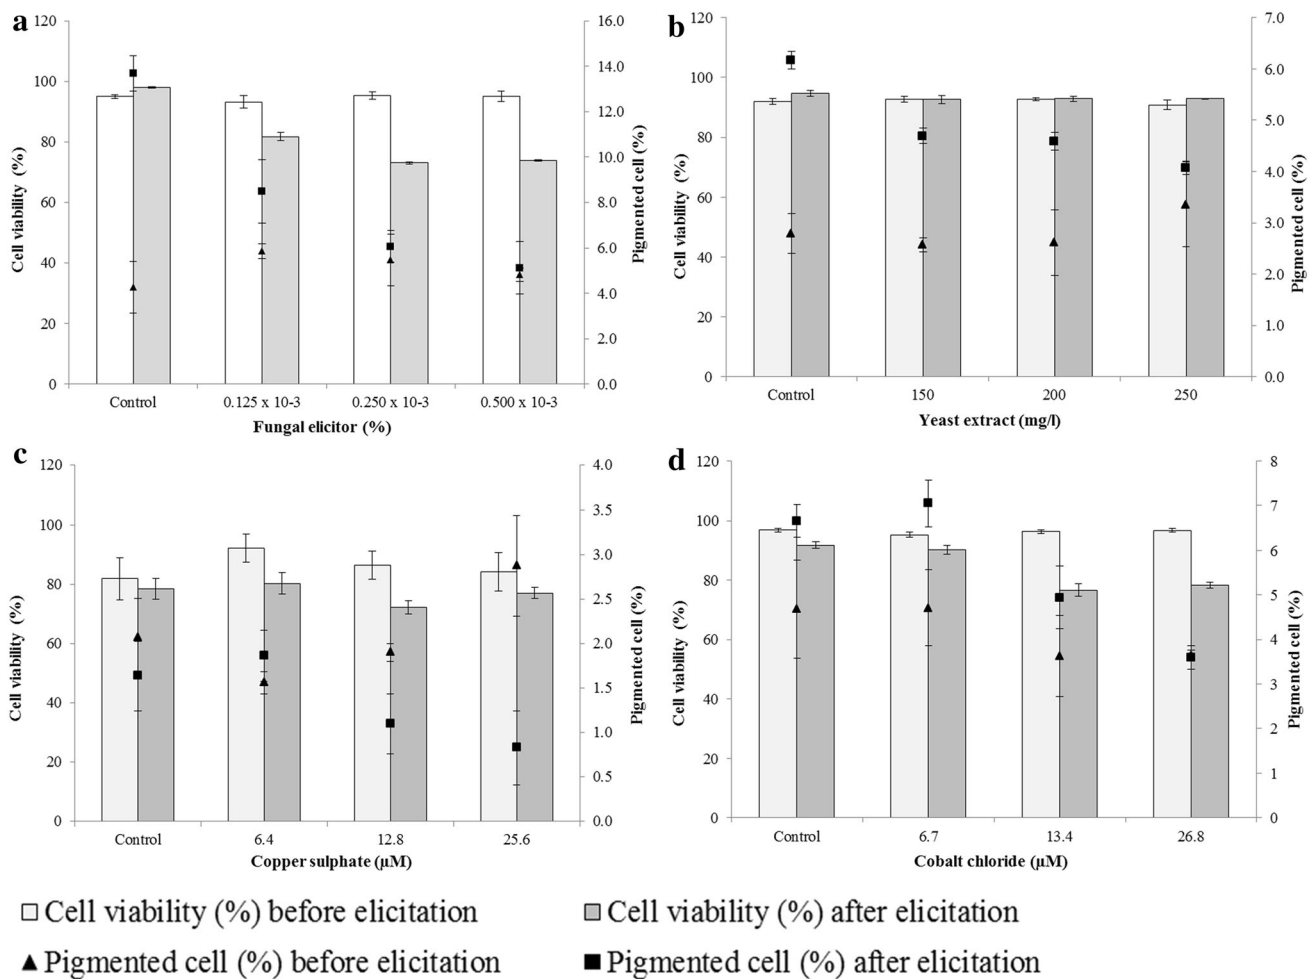 a
120
100
80
60
40
20
0
Cell viability (%)
16.0
14.0
12.0
10.0
8.0
6.0
4.0
2.0
0.0
Pigmented cell (%)
Control 0.125 x 10-3 0.250 x 10-3 0.500 x 10-3
Fungal elicitor (%)
b
120
100
80
60
40
20
0
Cell viability (%)
7.0
6.0
5.0
4.0
3.0
2.0
1.0
0.0
Pigmented cell (%)
Control 150 200 250
Yeast extract (mg/l)
c
120
100
80
60
40
20
0
Cell viability (%)
4.0
3.5
3.0
2.5
2.0
1.5
1.0
0.5
0.0
Pigmented cell (%)
Control 6.4 12.8 25.6
Copper sulphate (µM)
d
120
100
80
60
40
20
0
Cell viability (%)
8
7
6
5
4
3
2
1
0
Pigmented cell (%)
Control 6.7 13.4 26.8
Cobalt chloride (µM)
Cell viability (%) before elicitation
Cell viability (%) after elicitation
Pigmented cell (%) before elicitation
Pigmented cell (%) after elicitation